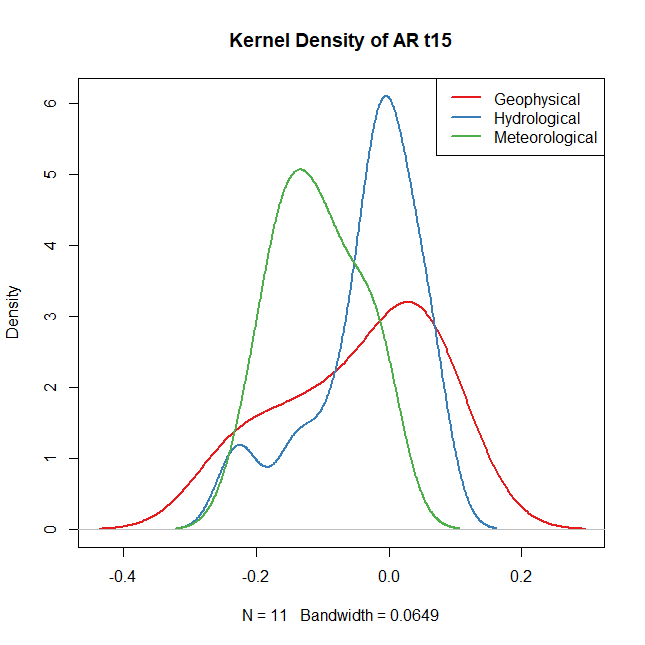 Kernel Density of AR t15
Geophysical
Hydrological
Meteorological
6
5
4
3
2
1
0
Density
-0.4 -0.2 0.0 0.2
N = 11 Bandwidth = 0.0649